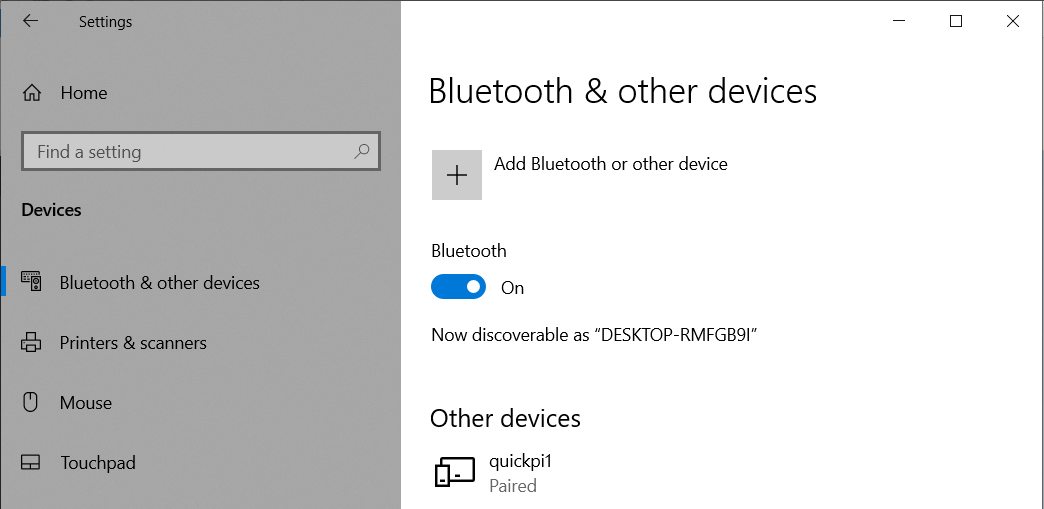 Settings
Home
Find a setting
Devices
Bluetooth & other devices
Printers & scanners
Mouse
Touchpad
Bluetooth & other devices
Add Bluetooth or other device
Bluetooth
On
Now discoverable as “DESKTOP-RMFGB9I”
Other devices
quickpi1
Paired